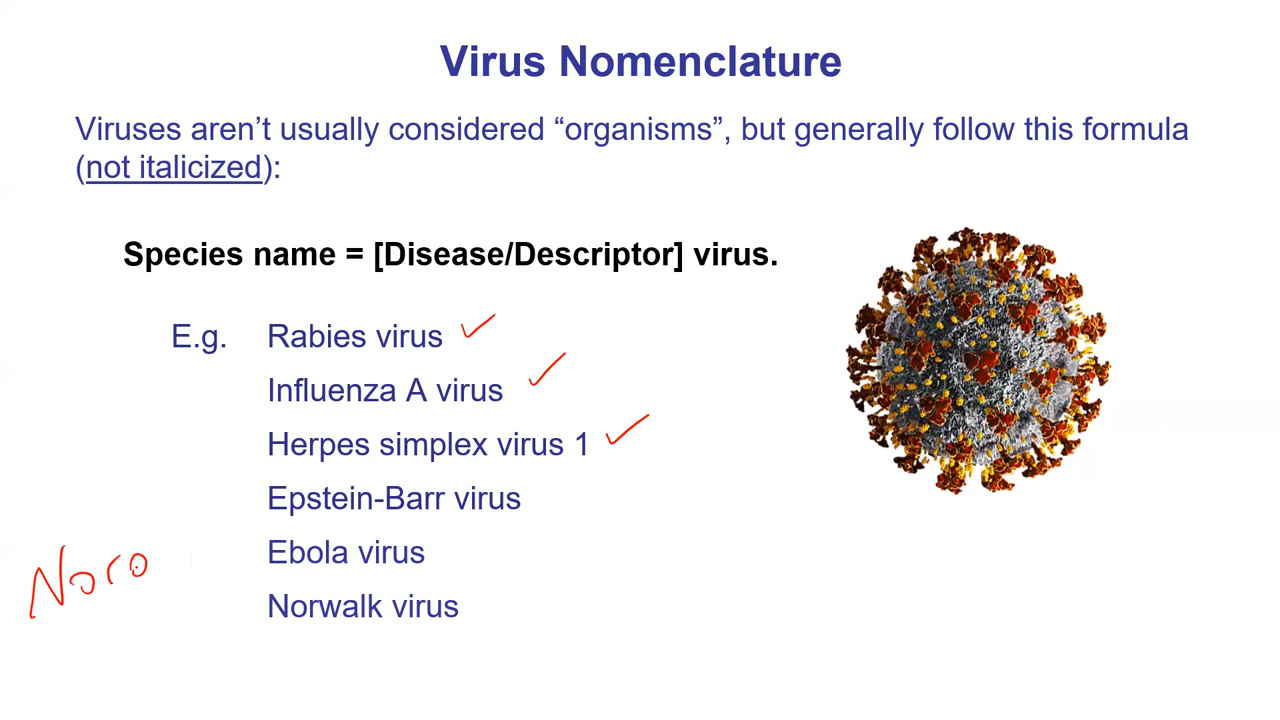 Virus Nomenclature
Viruses aren’t usually considered “organisms”, but generally follow this formula
(not italicized):
Species name = [Disease/Descriptor] virus.
E.g. Rabies virus
Influenza A virus
Herpes simplex virus 1
Epstein-Barr virus
Ebola virus
Noro
Norwalk virus